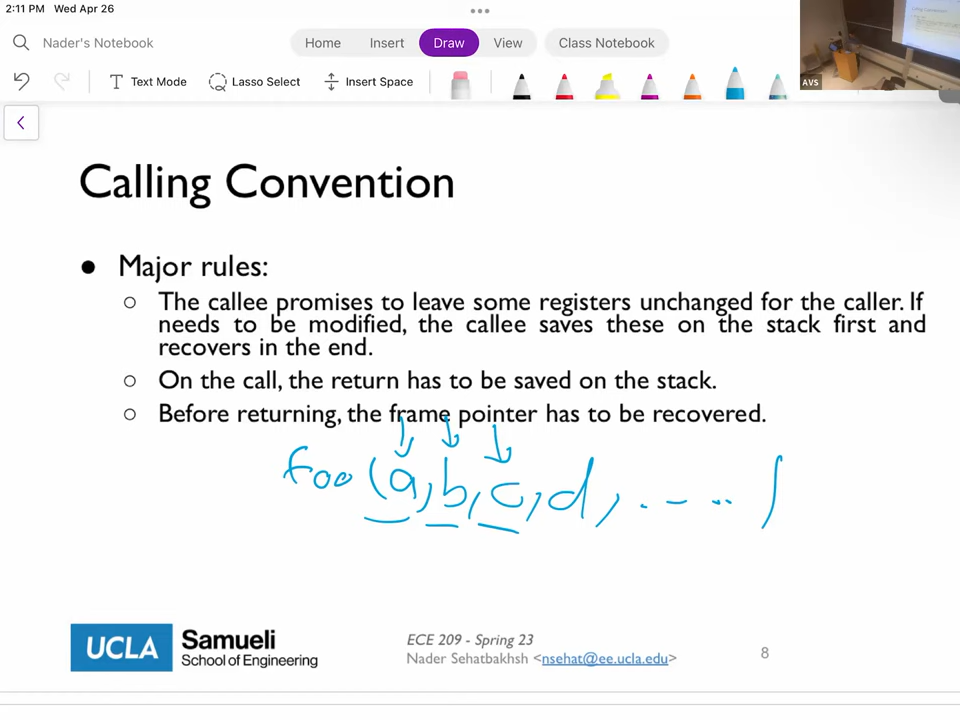 2:11 PM Wed Apr 26
Nader's Notebook
Home Insert Draw View Class Notebook
Text Mode Lasso Select Insert Space
AVS
Calling Convention
● Major rules:
○ The callee promises to leave some registers unchanged for the caller. If
needs to be modified, the callee saves these on the stack first and
recovers in the end.
○ On the call, the return has to be saved on the stack.
○ Before returning, the frame pointer has to be recovered.
foo (a, b, c, d, . - - .. )
UCLA Samueli
School of Engineering
ECE 209 - Spring 23
Nader Sehatbakhsh <nsehat@ee.ucla.edu>
8